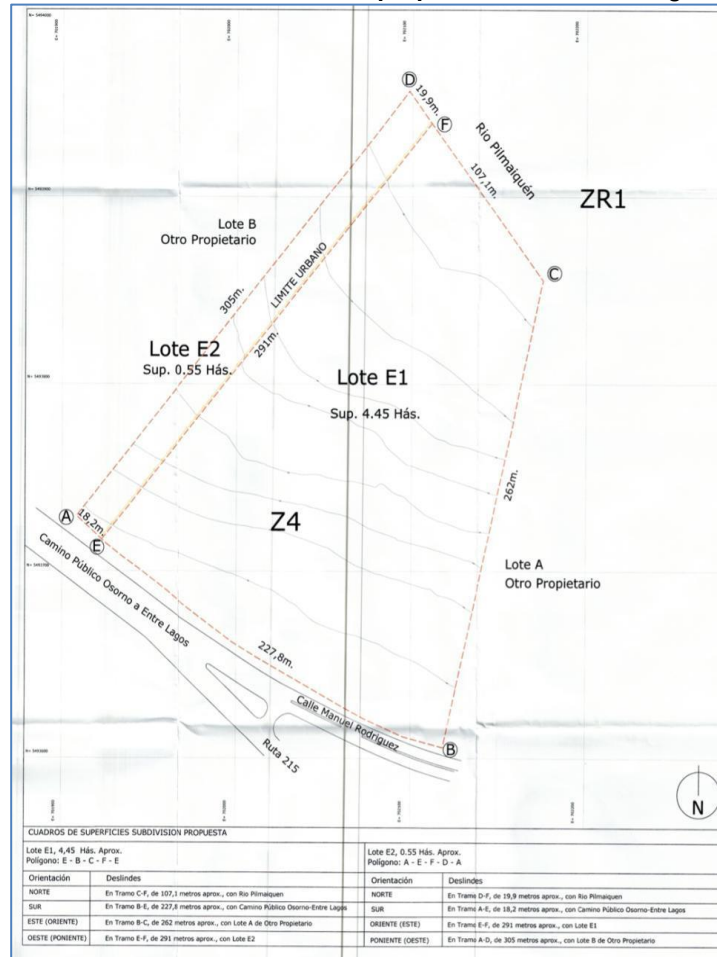 D
19,9m.
F
Rio Pilmaiquén
107,1m.
ZR1
Lote B
Otro Propietario
C
LIMITE URBANO
305m.
291m.
Lote E2
Sup. 0.55 Hás.
Lote E1
Sup. 4.45 Hás.
262m.
A
18,2m.
E
Z4
Camino Público Osorno a Entre Lagos
Lote A
Otro Propietario
227,8m.
Calle Manuel Rodriguez
Ruta 215
B
N
CUADROS DE SUPERFICIES SUBDIVISION PROPUESTA
Lote E1, 4,45 Hás. Aprox.
Polígono: E - B - C - F - E
Orientación Deslindes
NORTE En Tramo C-F, de 107,1 metros aprox., con Rio Pilmaiquen
SUR En Tramo B-E, de 227,8 metros aprox., con Camino Público Osorno-Entre Lagos
ESTE (ORIENTE) En Tramo B-C, de 262 metros aprox., con Lote A de Otro Propietario
OESTE (PONIENTE) En Tramo E-F, de 291 metros aprox., con Lote E2
Lote E2, 0.55 Hás. Aprox.
Polígono: A - E - F - D - A
Orientación Deslindes
NORTE En Tramo D-F, de 19,9 metros aprox., con Rio Pilmaiquen
SUR En Tramo A-E, de 18,2 metros aprox., con Camino Público Osorno-Entre Lagos
ORIENTE (ESTE) En Tramo E-F, de 291 metros aprox., con Lote E1
PONIENTE (OESTE) En Tramo A-D, de 305 metros aprox., con Lote B de Otro Propietario